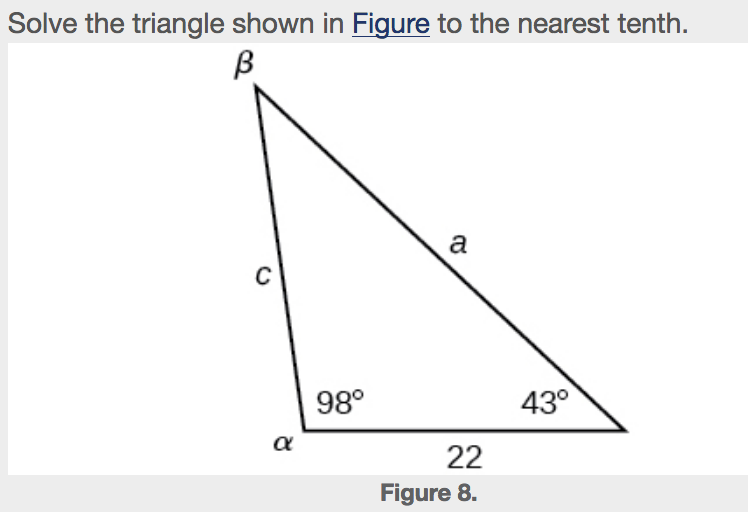 Solve the triangle shown in Figure to the nearest tenth.
β
a
c
98° 43°
α
22
Figure 8.